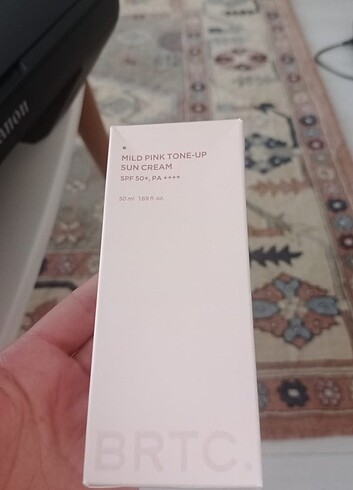 MILD PINK TONE-UP
SUN CREAM
SPF 50+, PA ++++
50 ml 1.69 fl oz.
BRTC.